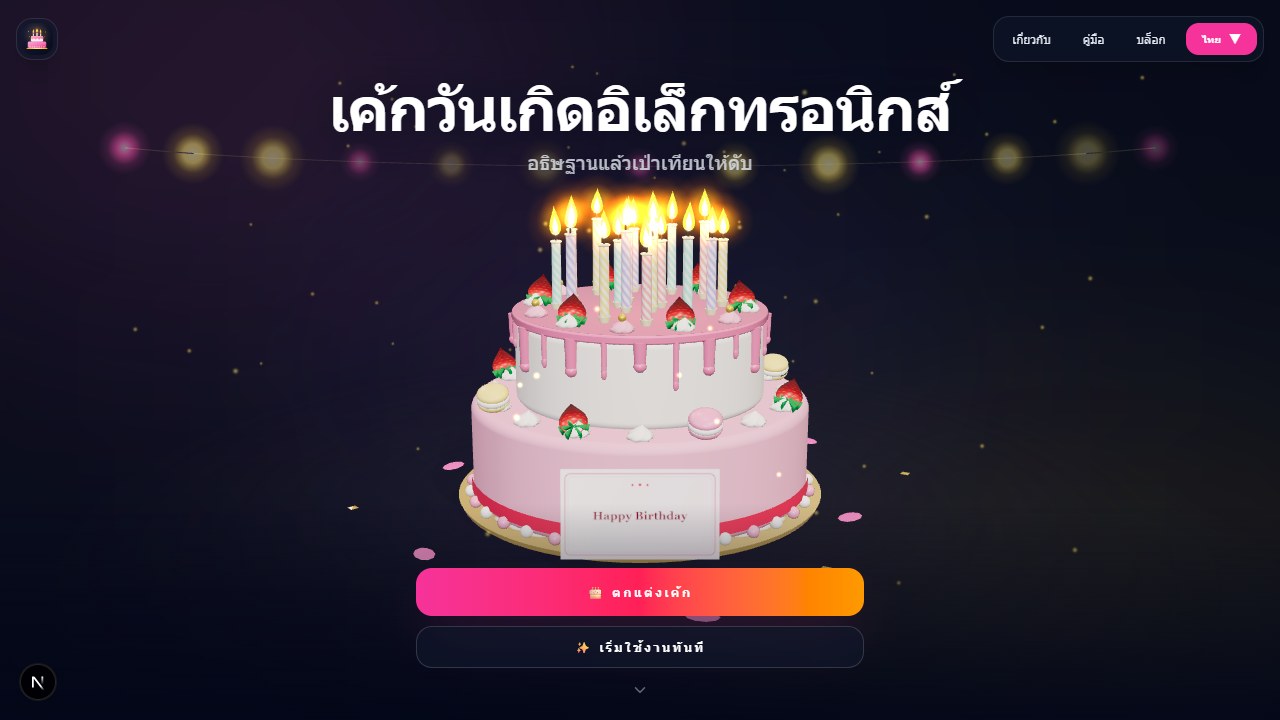 เกี่ยวกับ
คู่มือ
บล็อก
ไทย ▼
เค้กวันเกิดอิเล็กทรอนิกส์
อธิษฐานแล้วเป่าเทียนให้ดับ
Happy Birthday
ตกแต่งเค้ก
เริ่มใช้งานทันที
N